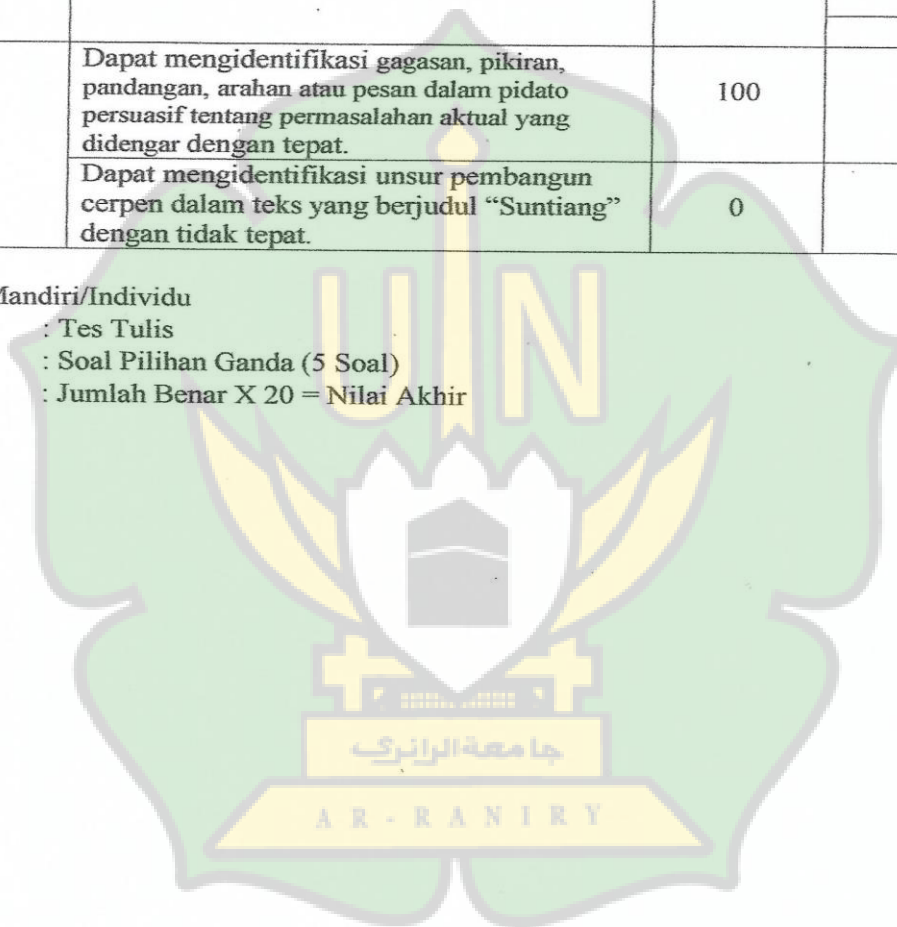 Dapat mengidentifikasi gagasan, pikiran,
pandangan, arahan atau pesan dalam pidato
persuasif tentang permasalahan aktual yang
didengar dengan tepat.
100
Dapat mengidentifikasi unsur pembangun
cerpen dalam teks yang berjudul “Suntiang”
dengan tidak tepat.
0
Mandiri/Individu
: Tes Tulis
: Soal Pilihan Ganda (5 Soal)
: Jumlah Benar X 20 = Nilai Akhir
UIN
جامعة الرانري
AR-RANIRY